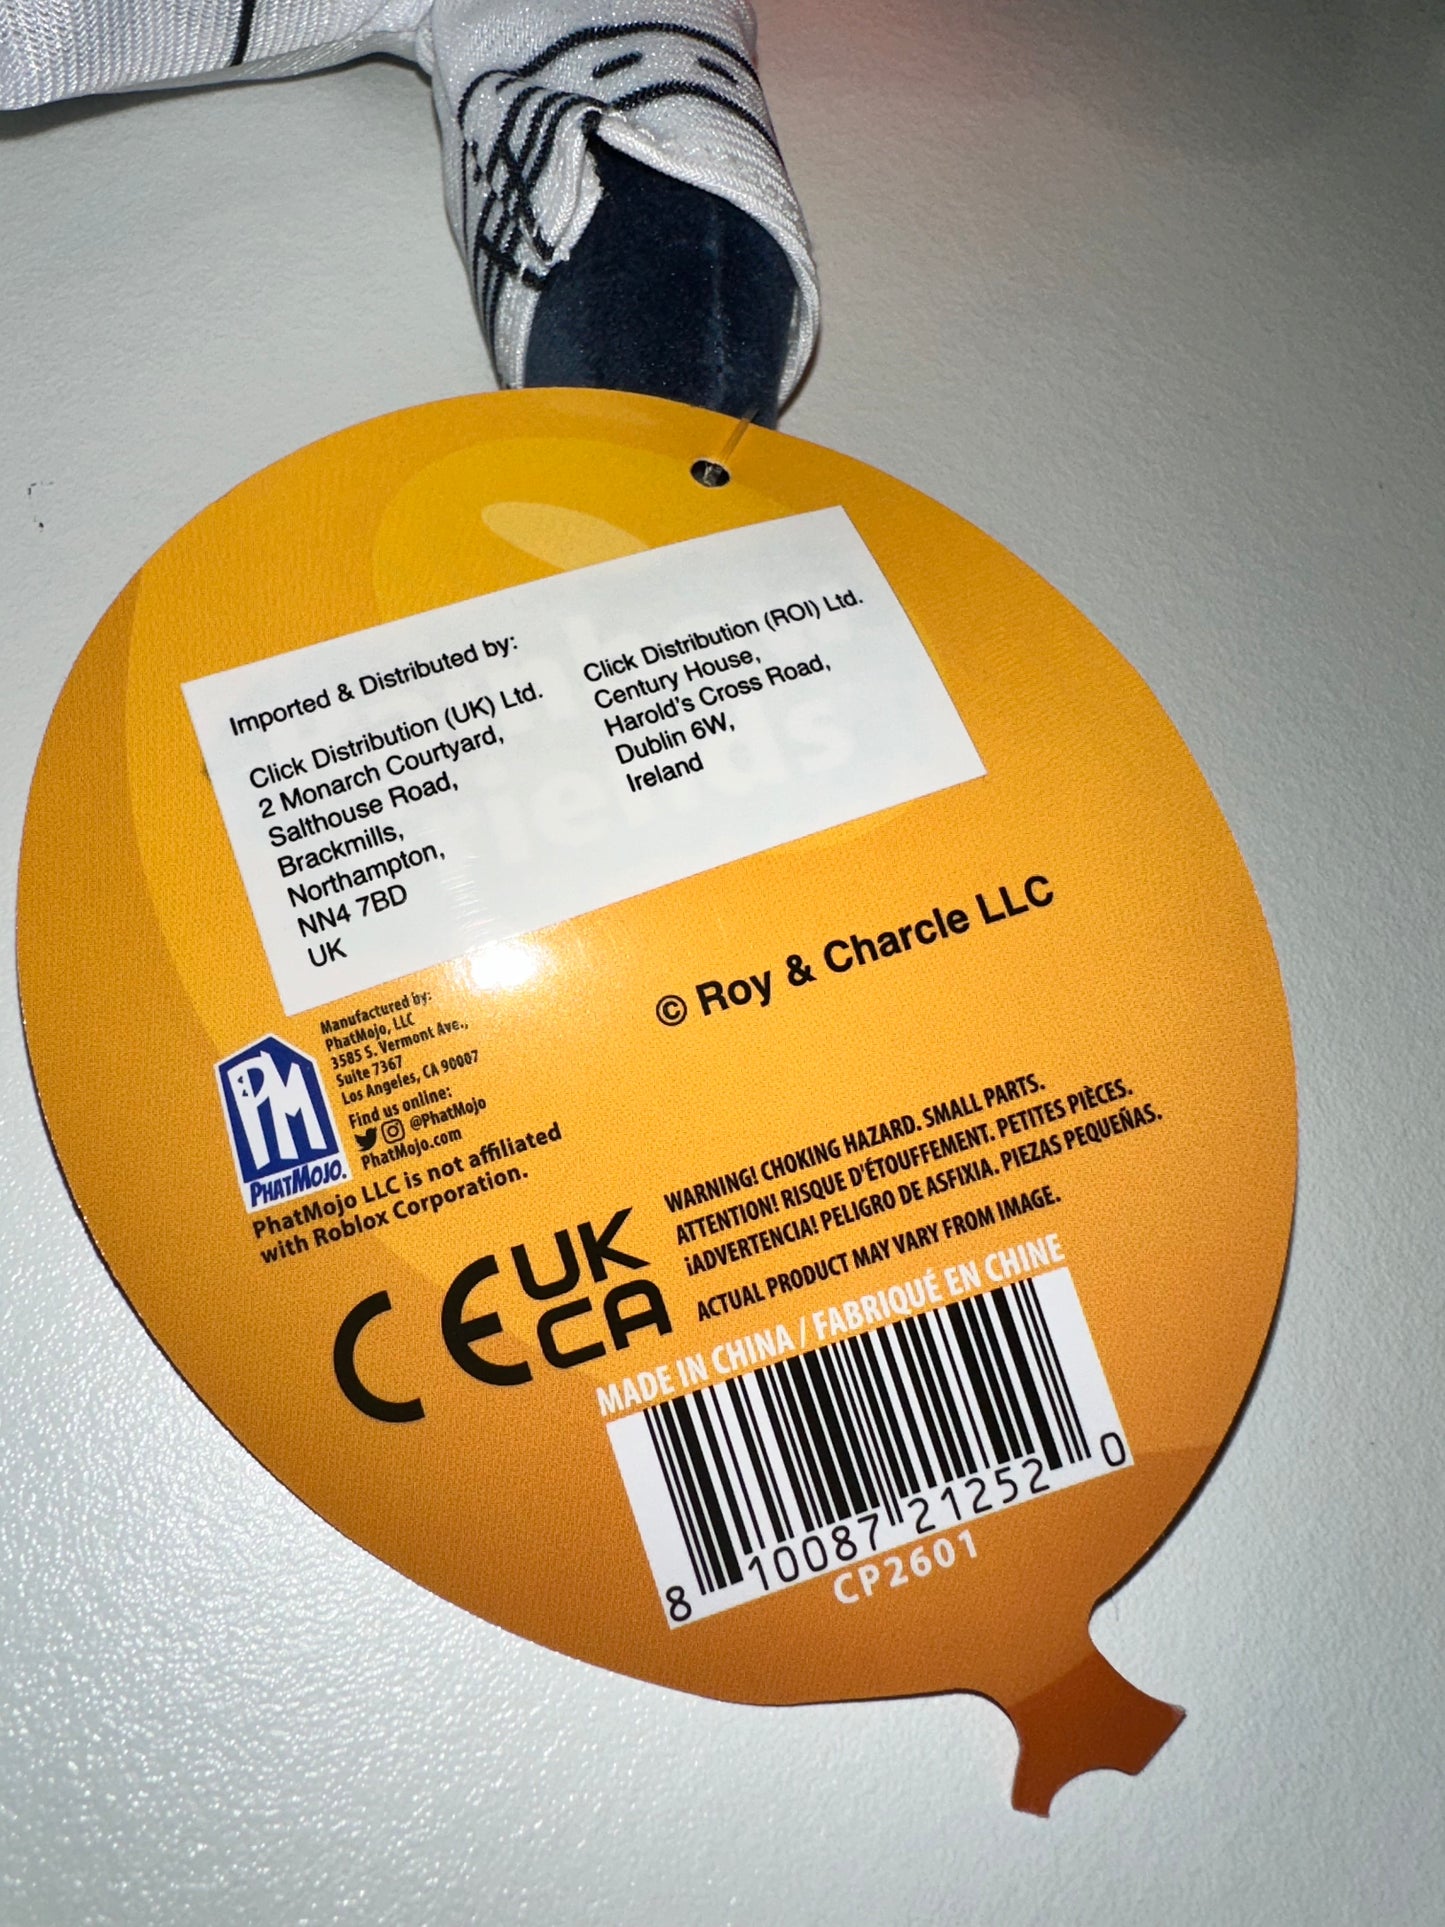 Imported & Distributed by:
Click Distribution (UK) Ltd.
2 Monarch Courtyard,
Salthouse Road,
Brackmills,
Northampton,
NN4 7BD
UK
Click Distribution (ROI) Ltd.
Century House,
Harold's Cross Road,
Dublin 6W,
Ireland
© Roy & Charcle LLC
PM
PHATMOJO.
Manufactured by:
PhatMojo, LLC
3585 S. Vermont Ave.,
Suite 7367
Los Angeles, CA 90007
Find us online:
@PhatMojo
PhatMojo.com
PhatMojo LLC is not affiliated
with Roblox Corporation.
CE
UK
CA
WARNING! CHOKING HAZARD. SMALL PARTS.
ATTENTION! RISQUE D'ÉTOUFFEMENT. PETITES PIÈCES.
¡ADVERTENCIA! PELIGRO DE ASFIXIA. PIEZAS PEQUEÑAS.
ACTUAL PRODUCT MAY VARY FROM IMAGE.
MADE IN CHINA / FABRIQUÉ EN CHINE
8 10087 21252 0
CP2601